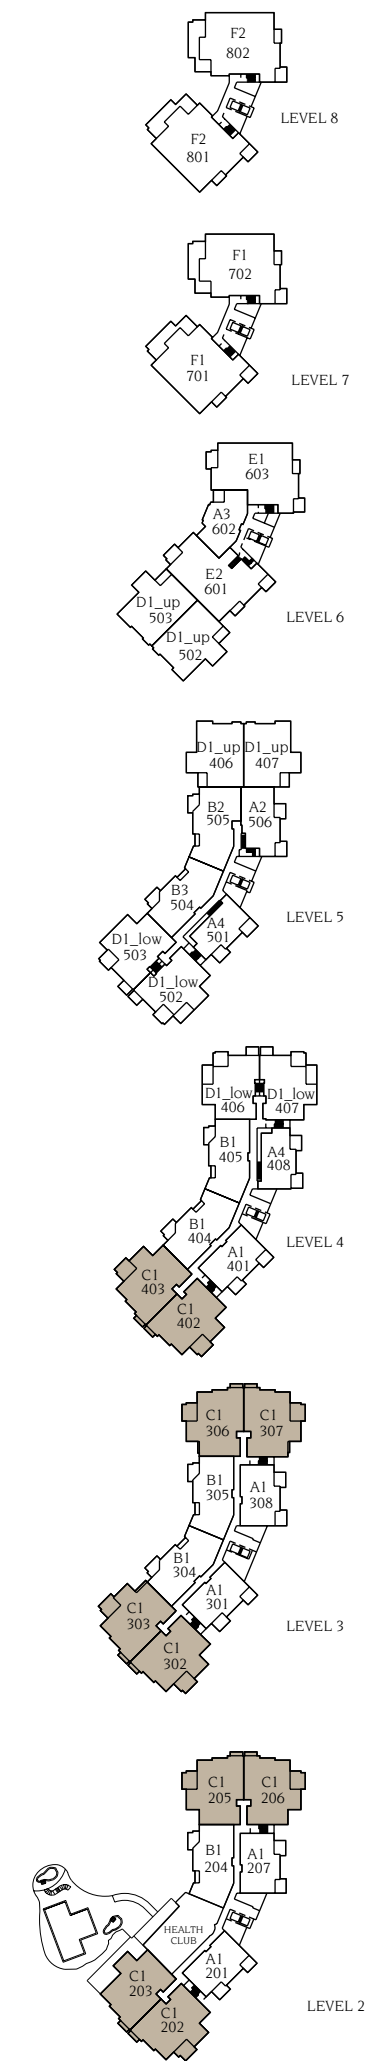 F2
802
F2
801
LEVEL 8
F1
702
F1
701
LEVEL 7
E1
603
A3
602
E2
601
D1_up
503
D1_up
502
LEVEL 6
D1_up
406
D1_up
407
B2
505
A2
506
B3
504
A4
501
D1_low
503
D1_low
502
LEVEL 5
D1_low
406
D1_low
407
B1
405
A4
408
B1
404
A1
401
C1
403
C1
402
LEVEL 4
C1
306
C1
307
B1
305
A1
308
B1
304
A1
301
C1
303
C1
302
LEVEL 3
C1
205
C1
206
B1
204
A1
207
HEALTH
CLUB
A1
201
C1
203
C1
202
LEVEL 2